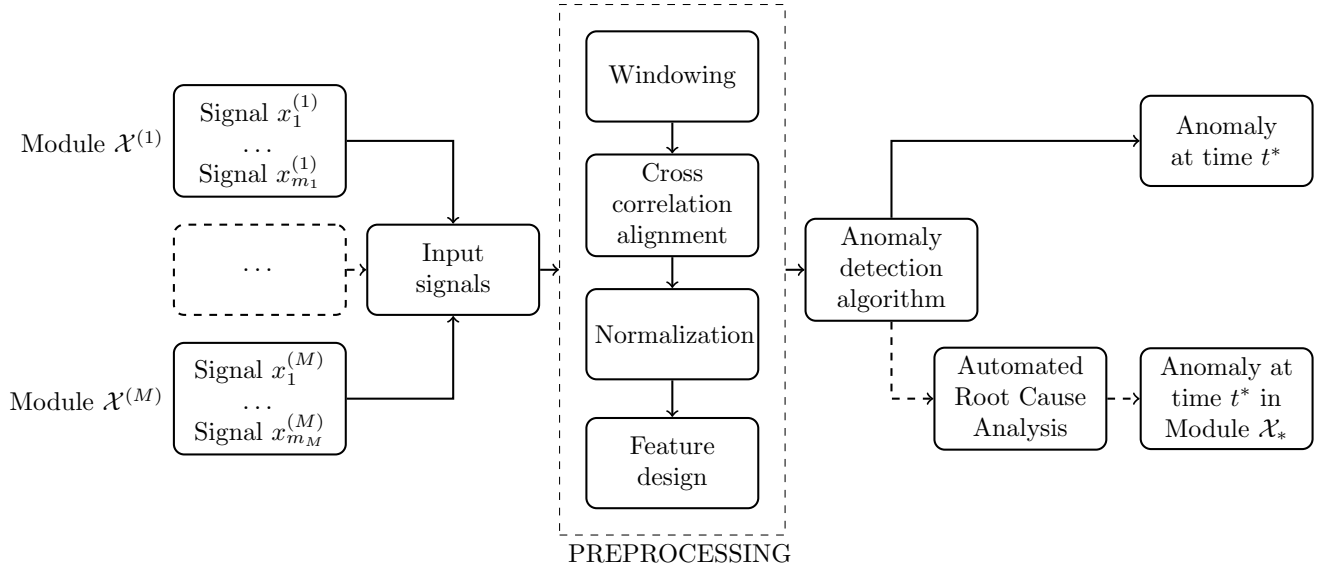 Module 𝒳^(1)
Signal x_1^(1)
...
Signal x_{m_1}^(1)
...
Module 𝒳^(M)
Signal x_1^(M)
...
Signal x_{m_M}^(M)
Input
signals
Windowing
Cross
correlation
alignment
Normalization
Feature
design
PREPROCESSING
Anomaly
detection
algorithm
Anomaly
at time t*
Automated
Root Cause
Analysis
Anomaly at
time t* in
Module 𝒳_*